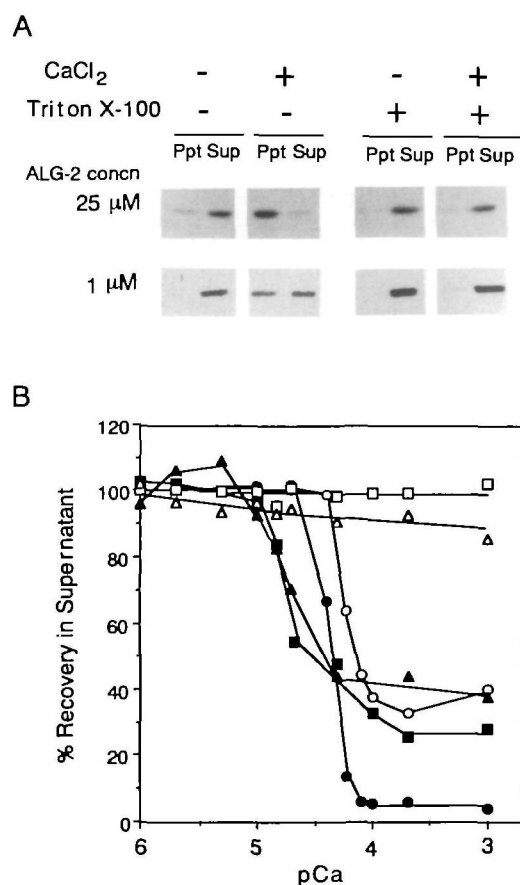 A
CaCl2 - + - +
Triton X-100 - - + +
Ppt Sup Ppt Sup Ppt Sup Ppt Sup
ALG-2 concn
25 µM
1 µM
B
120
100
80
60
40
20
0
% Recovery in Supernatant
6 5 4 3
pCa